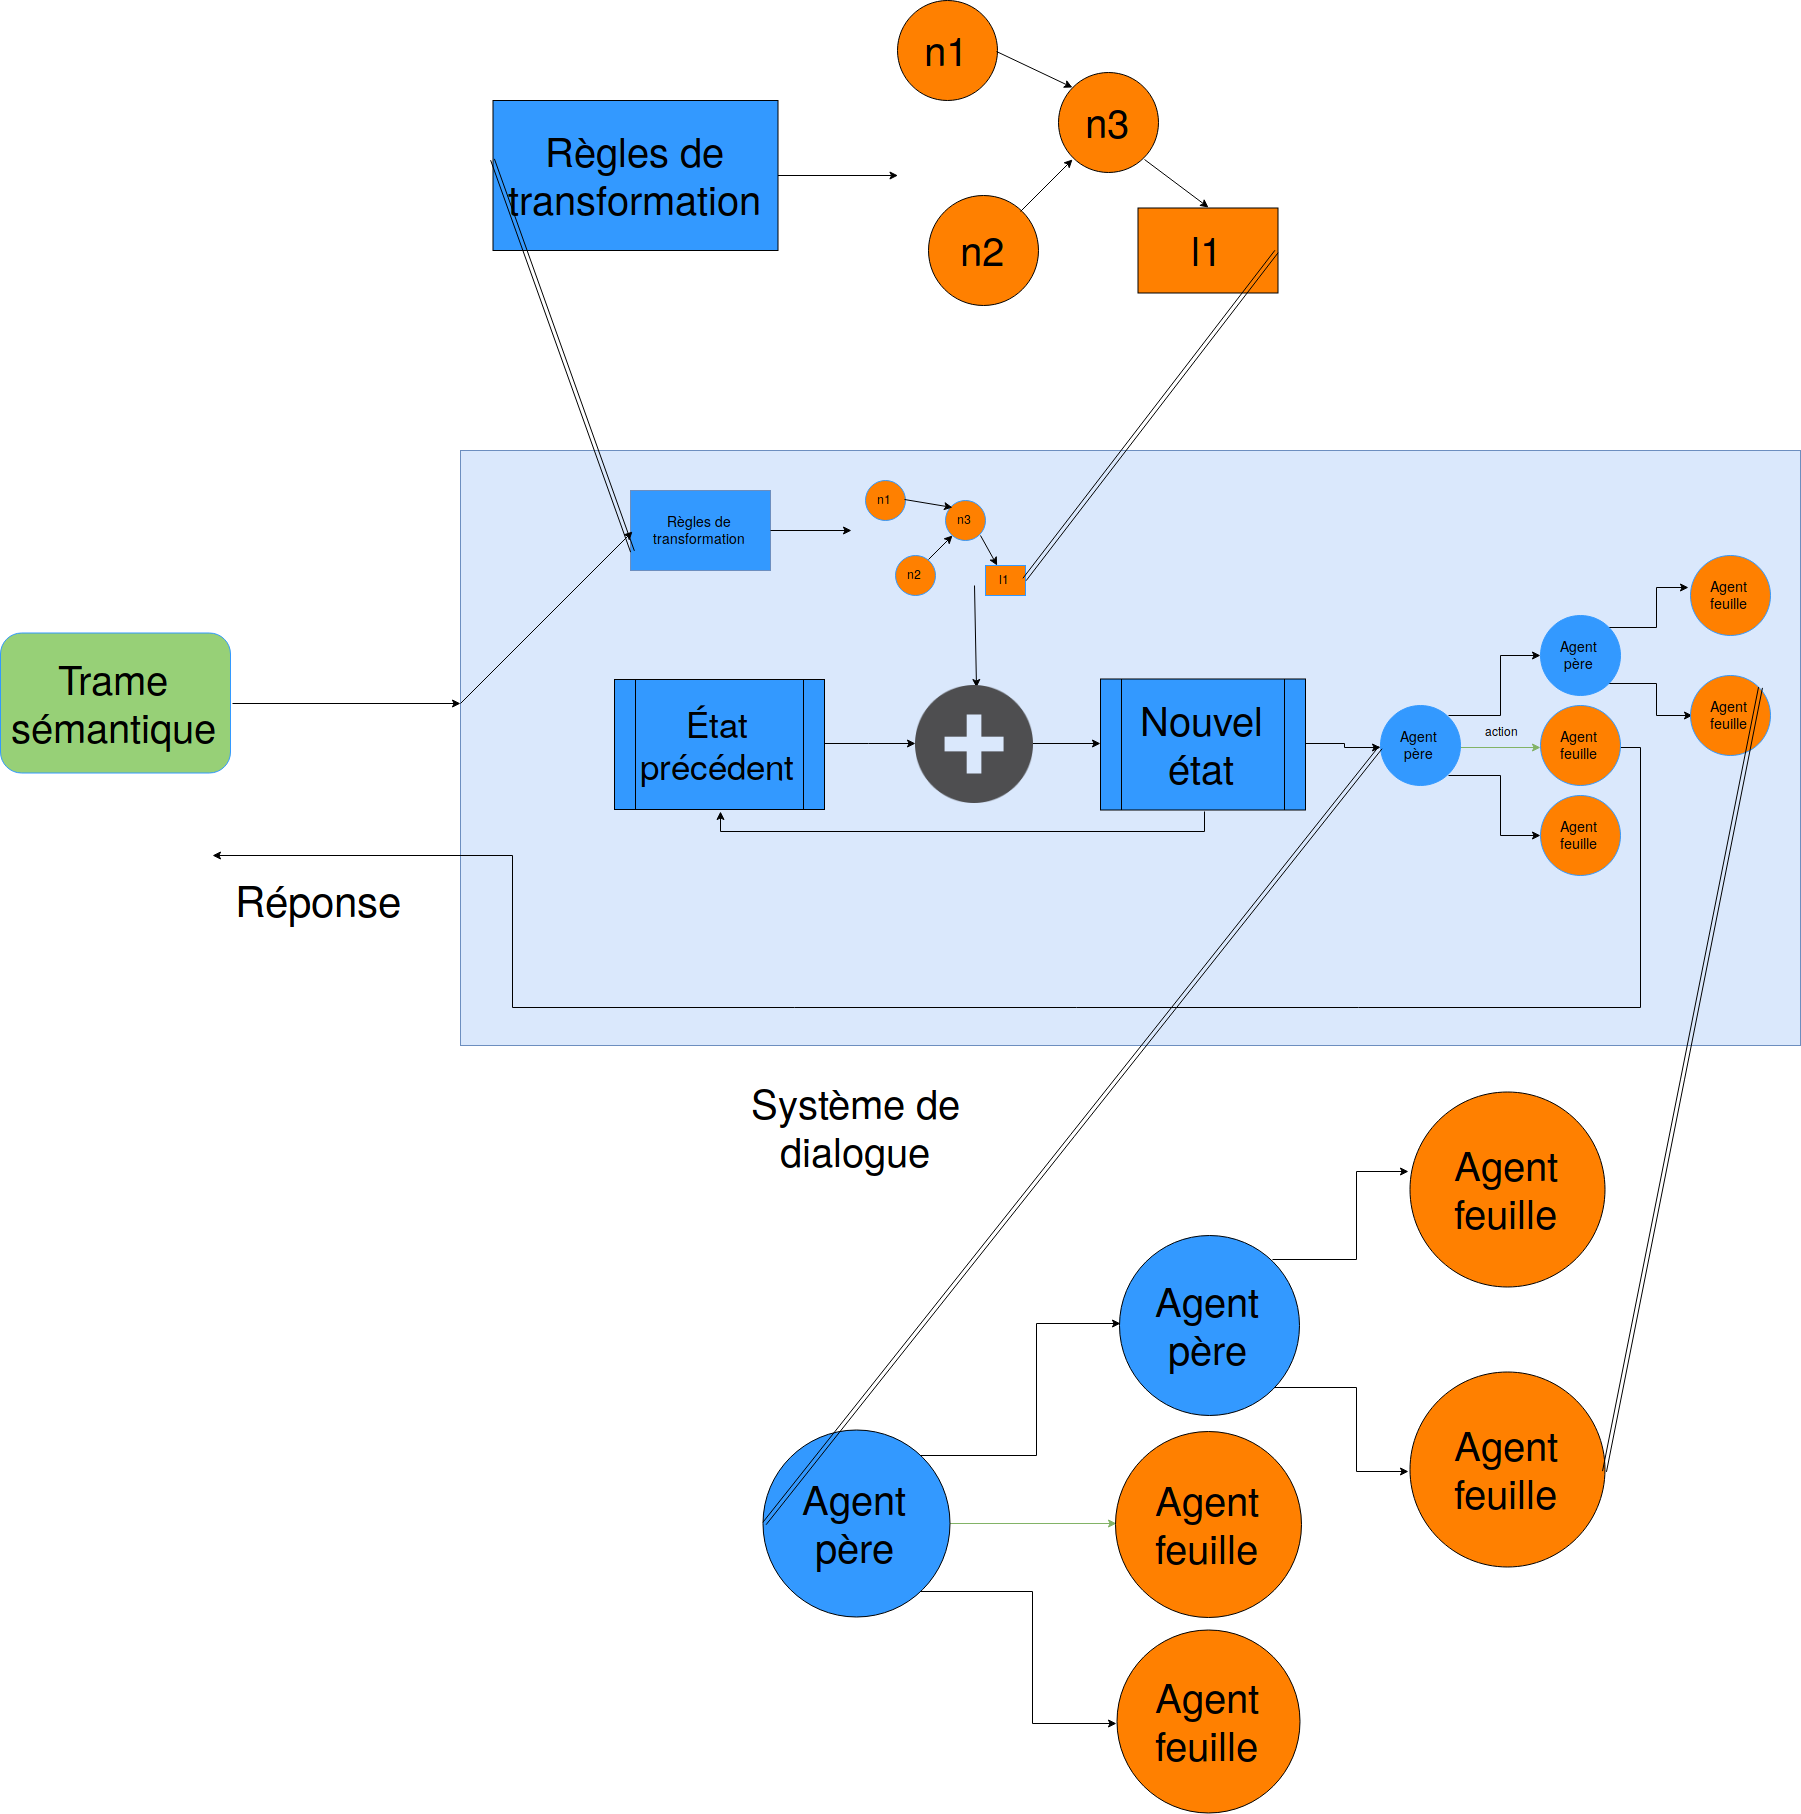 n1
n3
Règles de
transformation
n2
l1
Règles de
transformation
n1
n3
n2
l1
Trame
sémantique
État
précédent
Nouvel
état
Agent
père
action
Agent
père
Agent
feuille
Agent
feuille
Agent
feuille
Agent
feuille
Réponse
Système de
dialogue
Agent
feuille
Agent
père
Agent
feuille
Agent
père
Agent
feuille
Agent
feuille